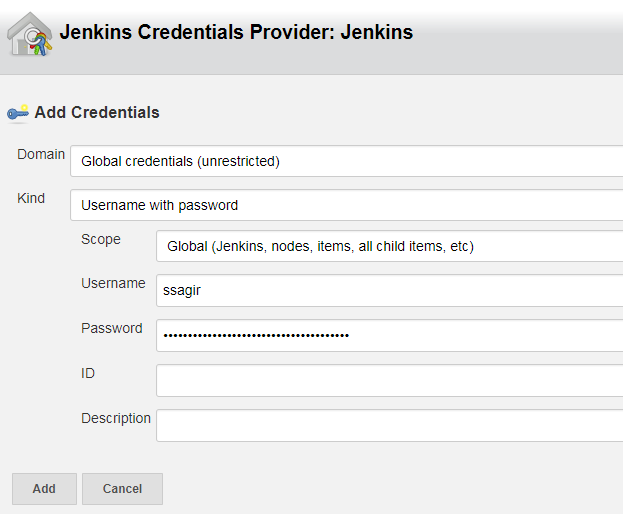 Jenkins Credentials Provider: Jenkins
Add Credentials
Domain Global credentials (unrestricted)
Kind Username with password
Scope Global (Jenkins, nodes, items, all child items, etc)
Username ssagir
Password ••••••••••••••••••••••••••••••••••••••
ID
Description
Add Cancel